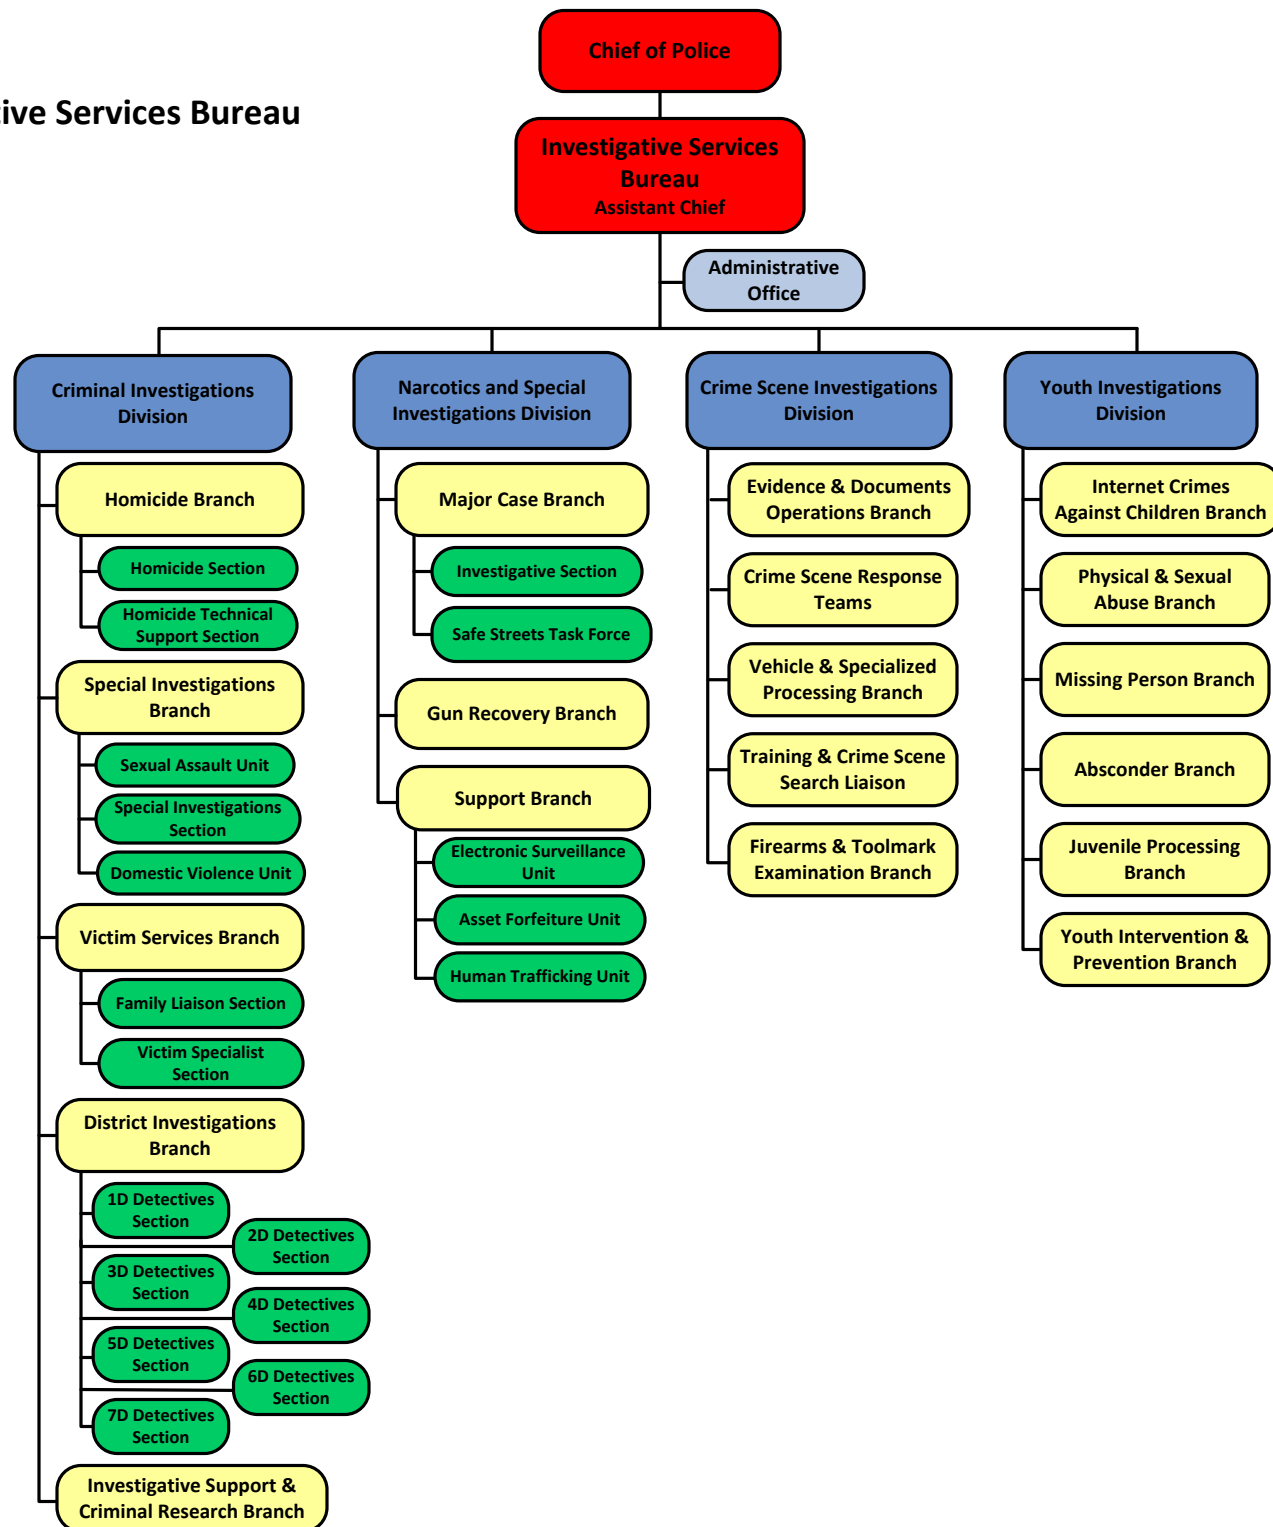 Chief of Police
tive Services Bureau
Investigative Services
Bureau
Assistant Chief
Administrative
Office
Criminal Investigations
Division
Homicide Branch
Homicide Section
Homicide Technical
Support Section
Special Investigations
Branch
Sexual Assault Unit
Special Investigations
Section
Domestic Violence Unit
Victim Services Branch
Family Liaison Section
Victim Specialist
Section
District Investigations
Branch
1D Detectives
Section
2D Detectives
Section
3D Detectives
Section
4D Detectives
Section
5D Detectives
Section
6D Detectives
Section
7D Detectives
Section
Investigative Support &
Criminal Research Branch
Narcotics and Special
Investigations Division
Major Case Branch
Investigative Section
Safe Streets Task Force
Gun Recovery Branch
Support Branch
Electronic Surveillance
Unit
Asset Forfeiture Unit
Human Trafficking Unit
Crime Scene Investigations
Division
Evidence & Documents
Operations Branch
Crime Scene Response
Teams
Vehicle & Specialized
Processing Branch
Training & Crime Scene
Search Liaison
Firearms & Toolmark
Examination Branch
Youth Investigations
Division
Internet Crimes
Against Children Branch
Physical & Sexual
Abuse Branch
Missing Person Branch
Absconder Branch
Juvenile Processing
Branch
Youth Intervention &
Prevention Branch